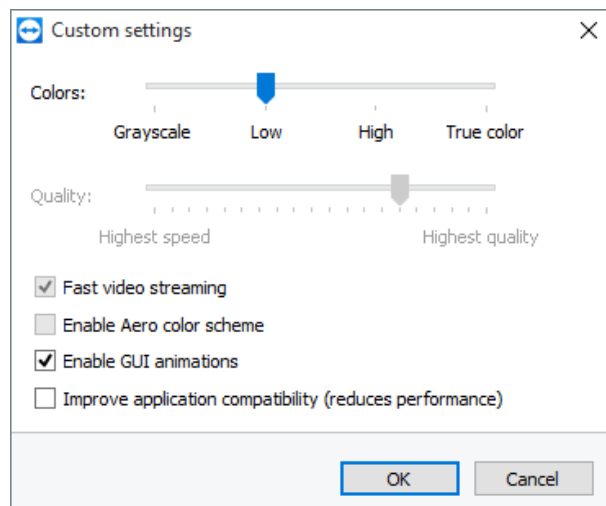 Custom settings
Colors:
Grayscale Low High True color
Quality:
Highest speed Highest quality
Fast video streaming
Enable Aero color scheme
Enable GUI animations
Improve application compatibility (reduces performance)
OK Cancel